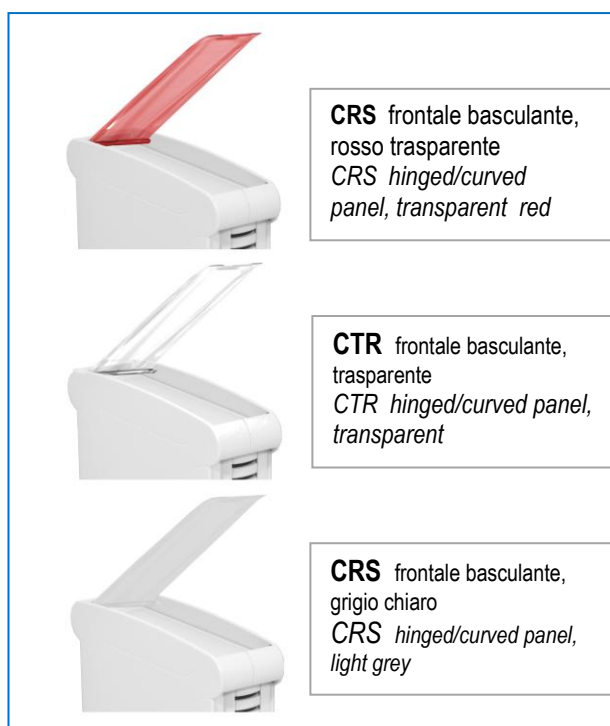 CRS frontale basculante,
rosso trasparente
CRS hinged/curved
panel, transparent red
CTR frontale basculante,
trasparente
CTR hinged/curved panel,
transparent
CRS frontale basculante,
grigio chiaro
CRS hinged/curved panel,
light grey